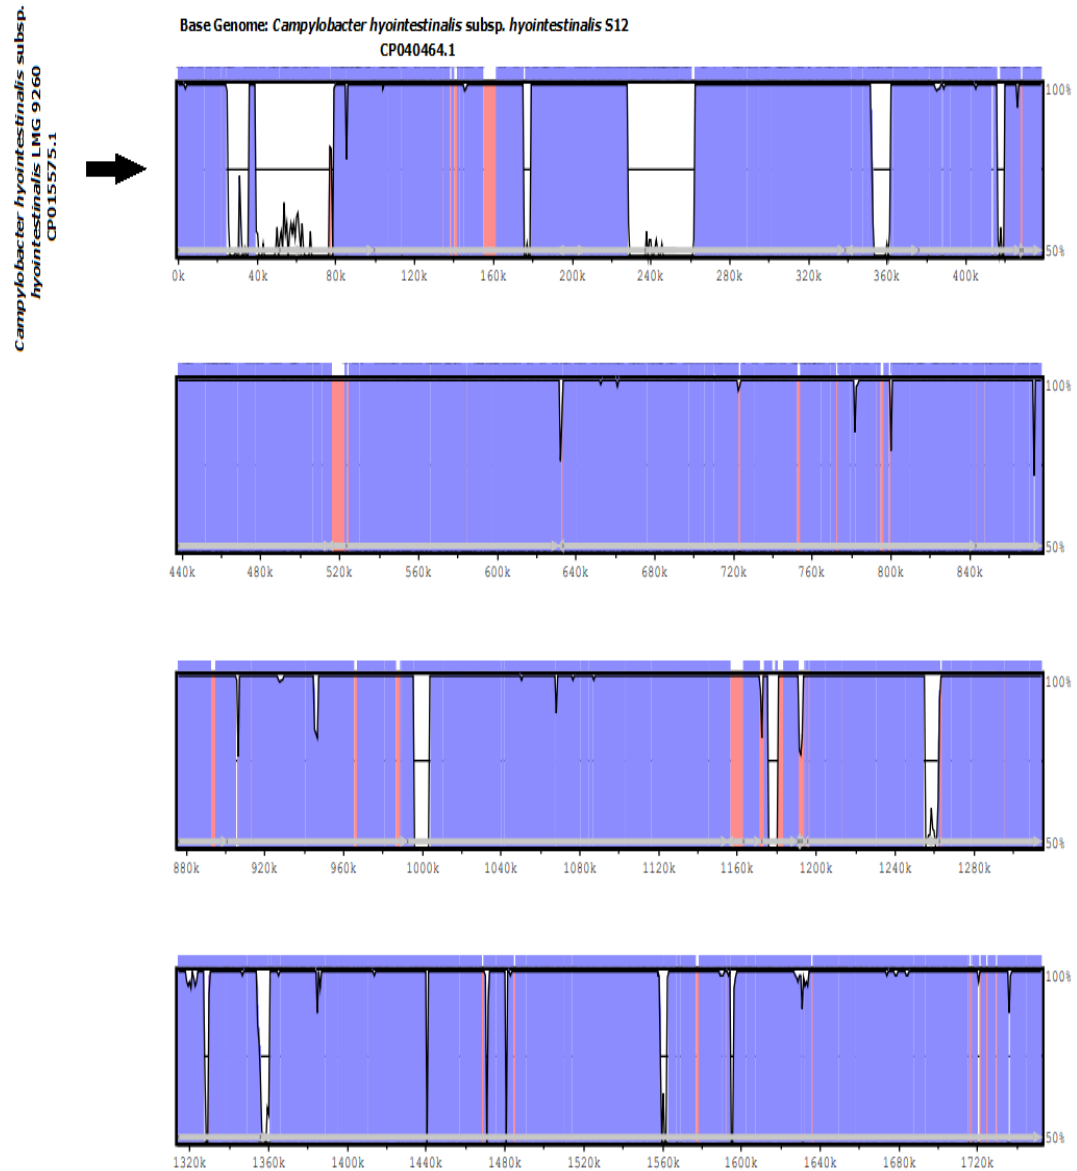 Base Genome: Campylobacter hyointestinalis subsp. hyointestinalis S12
CP040464.1
Campylobacter hyointestinalis subsp.
hyointestinalis LMG 9260
CP015575.1
100%
50%
0k 40k 80k 120k 160k 200k 240k 280k 320k 360k 400k
100%
50%
440k 480k 520k 560k 600k 640k 680k 720k 760k 800k 840k
100%
50%
880k 920k 960k 1000k 1040k 1080k 1120k 1160k 1200k 1240k 1280k
100%
50%
1320k 1360k 1400k 1440k 1480k 1520k 1560k 1600k 1640k 1680k 1720k